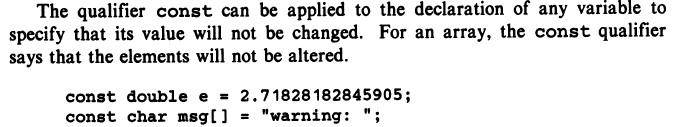 The qualifier const can be applied to the declaration of any variable to
specify that its value will not be changed. For an array, the const qualifier
says that the elements will not be altered.
const double e = 2.71828182845905;
const char msg[] = "warning: ";